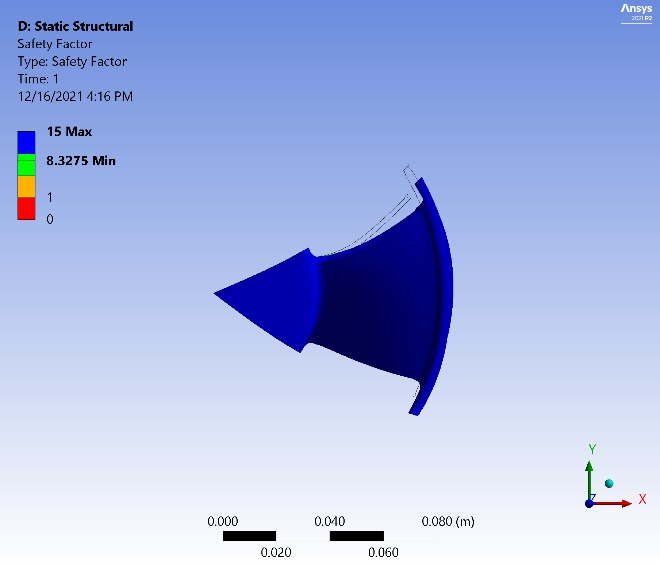 Ansys
2021 R2
D: Static Structural
Safety Factor
Type: Safety Factor
Time: 1
12/16/2021 4:16 PM
15 Max
8.3275 Min
1
0
Y
Z
X
0.000
0.040
0.080 (m)
0.020
0.060